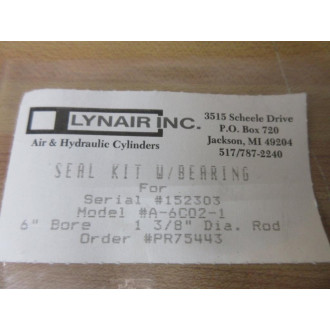 LYNAIR INC.
Air & Hydraulic Cylinders
3515 Scheele Drive
P.O. Box 720
Jackson, MI 49204
517/787-2240
SEAL KIT W/BEARING
For
Serial #152303
Model #A-6C02-1
6" Bore 1 3/8" Dia. Rod
Order #PR75443